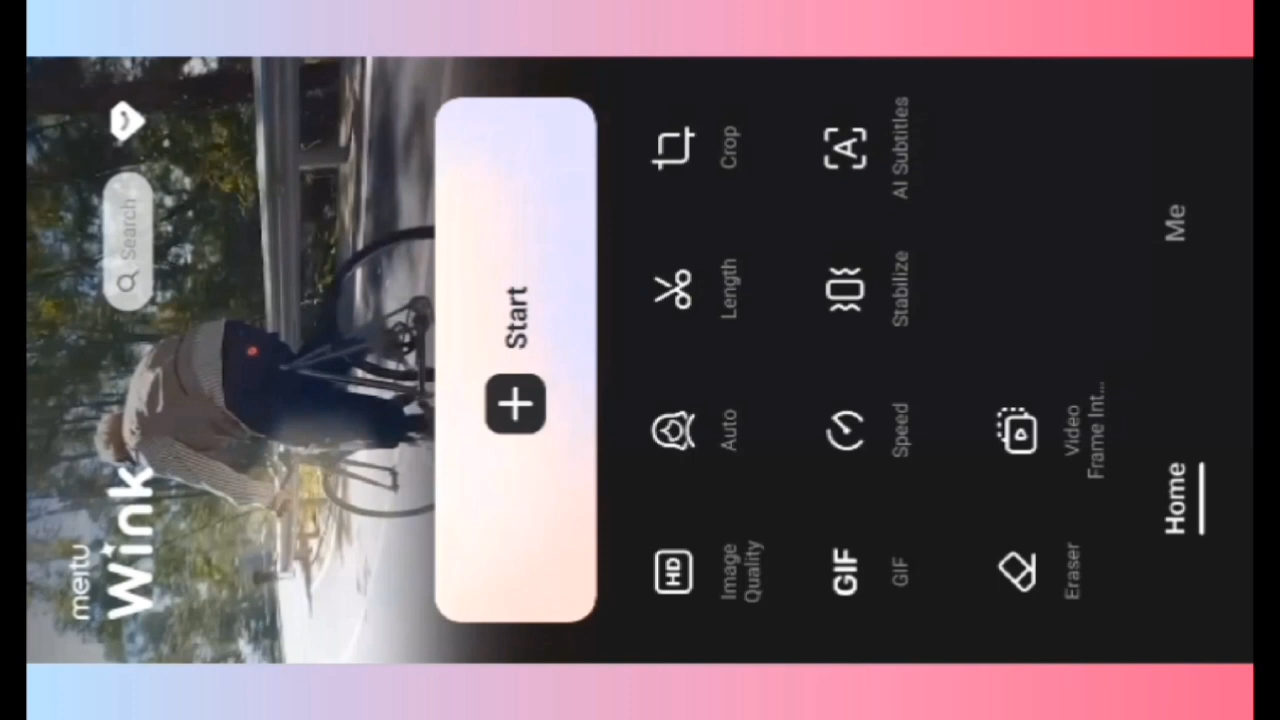 meitu
Wink
Search
Start
HD
Image
Quality
Auto
Length
Crop
GIF
GIF
Speed
Stabilize
A
AI Subtitles
Eraser
Video
Frame Int...
Home
Me